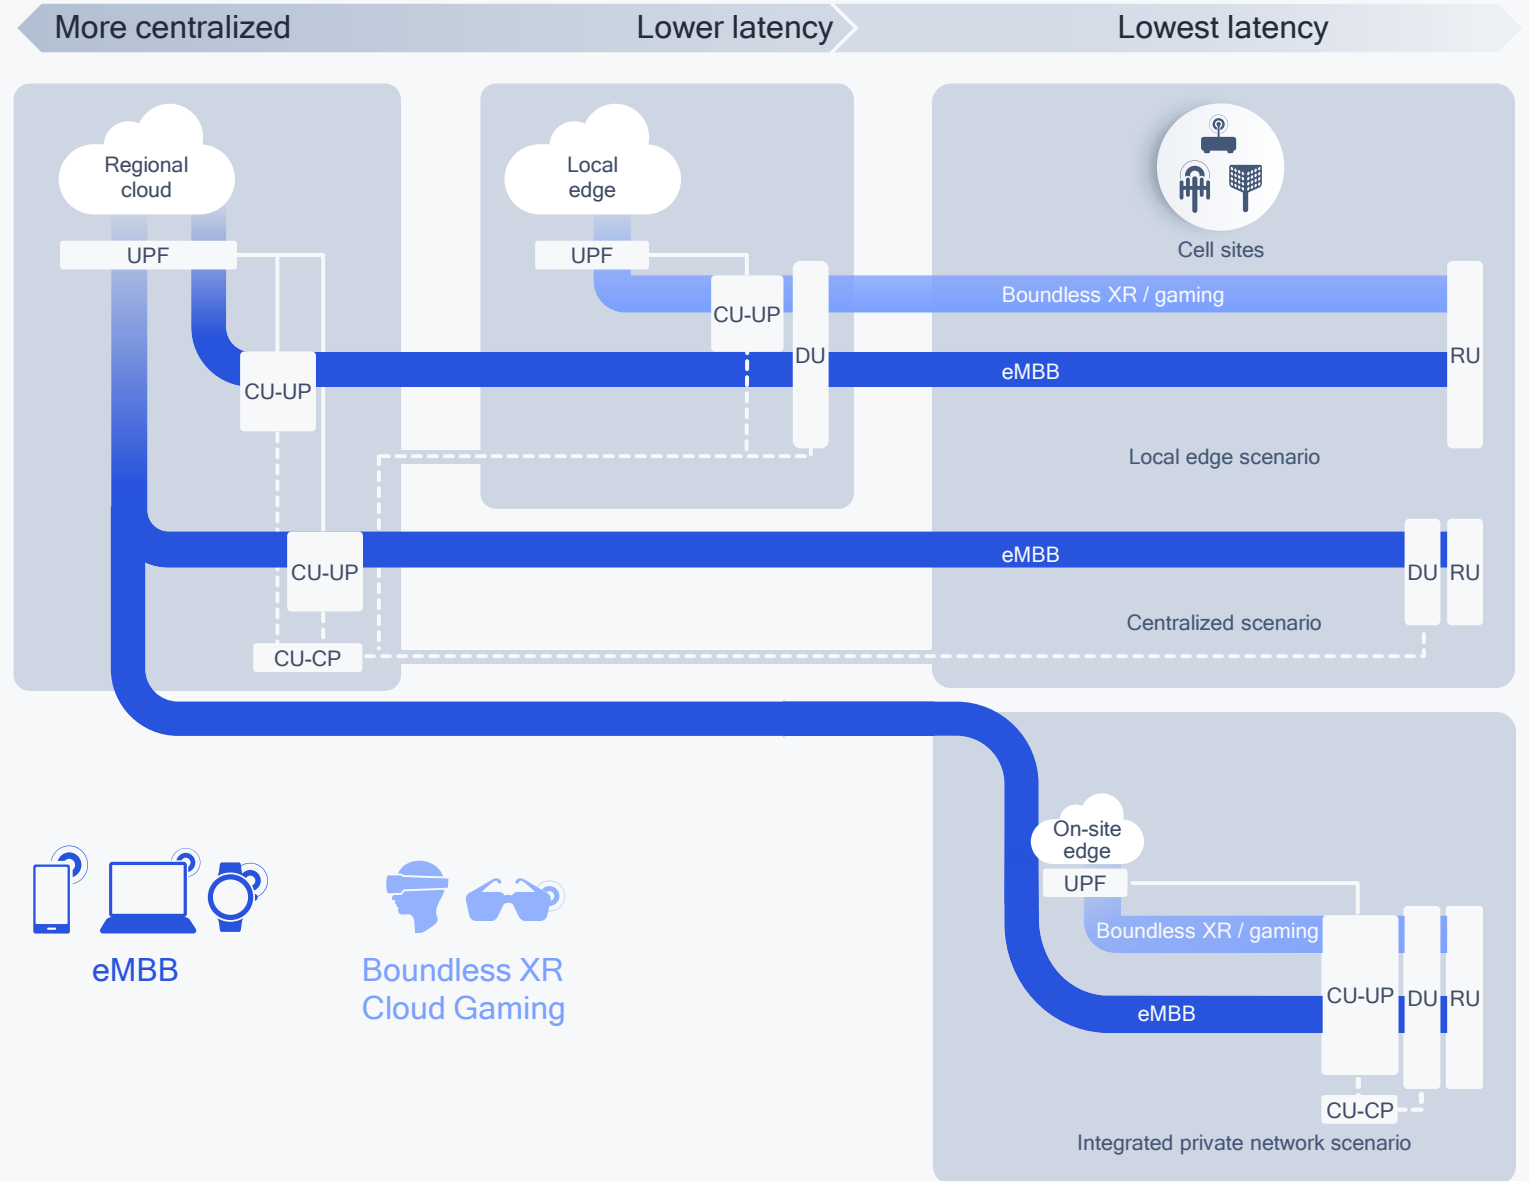 More centralized
Lower latency
Lowest latency
Regional
cloud
Local
edge
Cell sites
UPF
UPF
Boundless XR / gaming
CU-UP
DU
RU
eMBB
CU-UP
Local edge scenario
eMBB
CU-UP
DU
RU
Centralized scenario
CU-CP
On-site
edge
UPF
Boundless XR / gaming
CU-UP
DU
RU
eMBB
CU-CP
Integrated private network scenario
eMBB
Boundless XR
Cloud Gaming